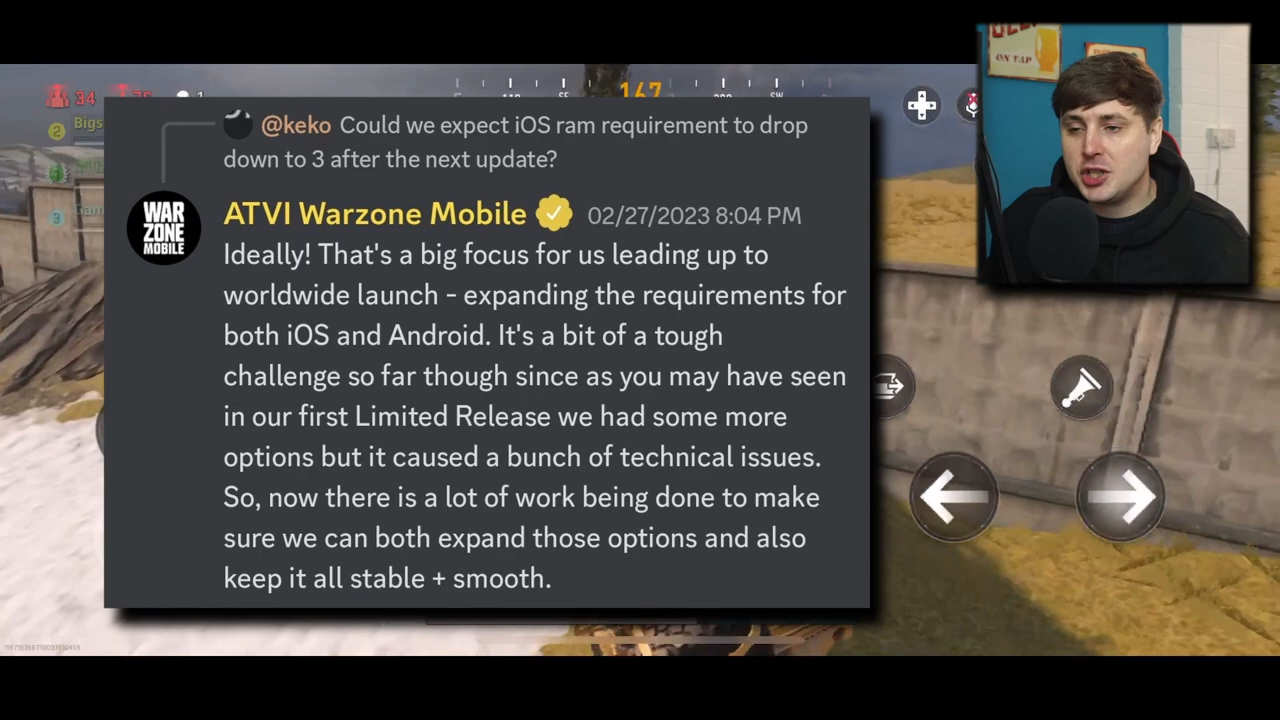 ON TAP
34
167
SE
SW
2
3
@keko Could we expect iOS ram requirement to drop
down to 3 after the next update?
WAR
ZONE
MOBILE
ATVI Warzone Mobile 02/27/2023 8:04 PM
Ideally! That's a big focus for us leading up to
worldwide launch - expanding the requirements for
both iOS and Android. It's a bit of a tough
challenge so far though since as you may have seen
in our first Limited Release we had some more
options but it caused a bunch of technical issues.
So, now there is a lot of work being done to make
sure we can both expand those options and also
keep it all stable + smooth.